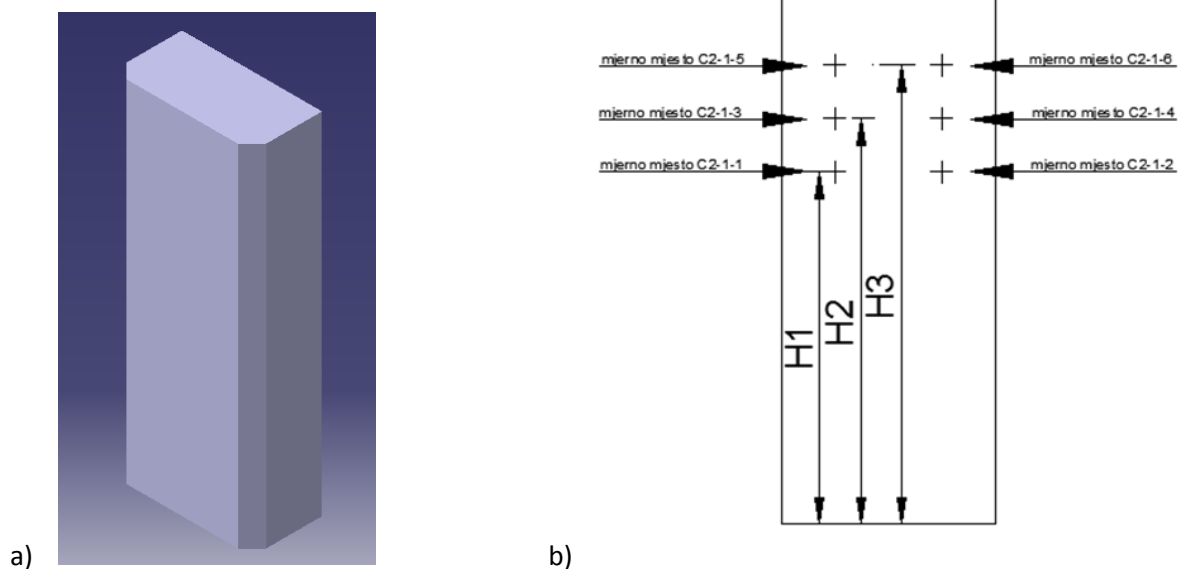 mjerno mjesto C2-1-5
mjerno mjesto C2-1-6
mjerno mjesto C2-1-3
mjerno mjesto C2-1-4
mjerno mjesto C2-1-1
mjerno mjesto C2-1-2
H1
H2
H3
a)
b)